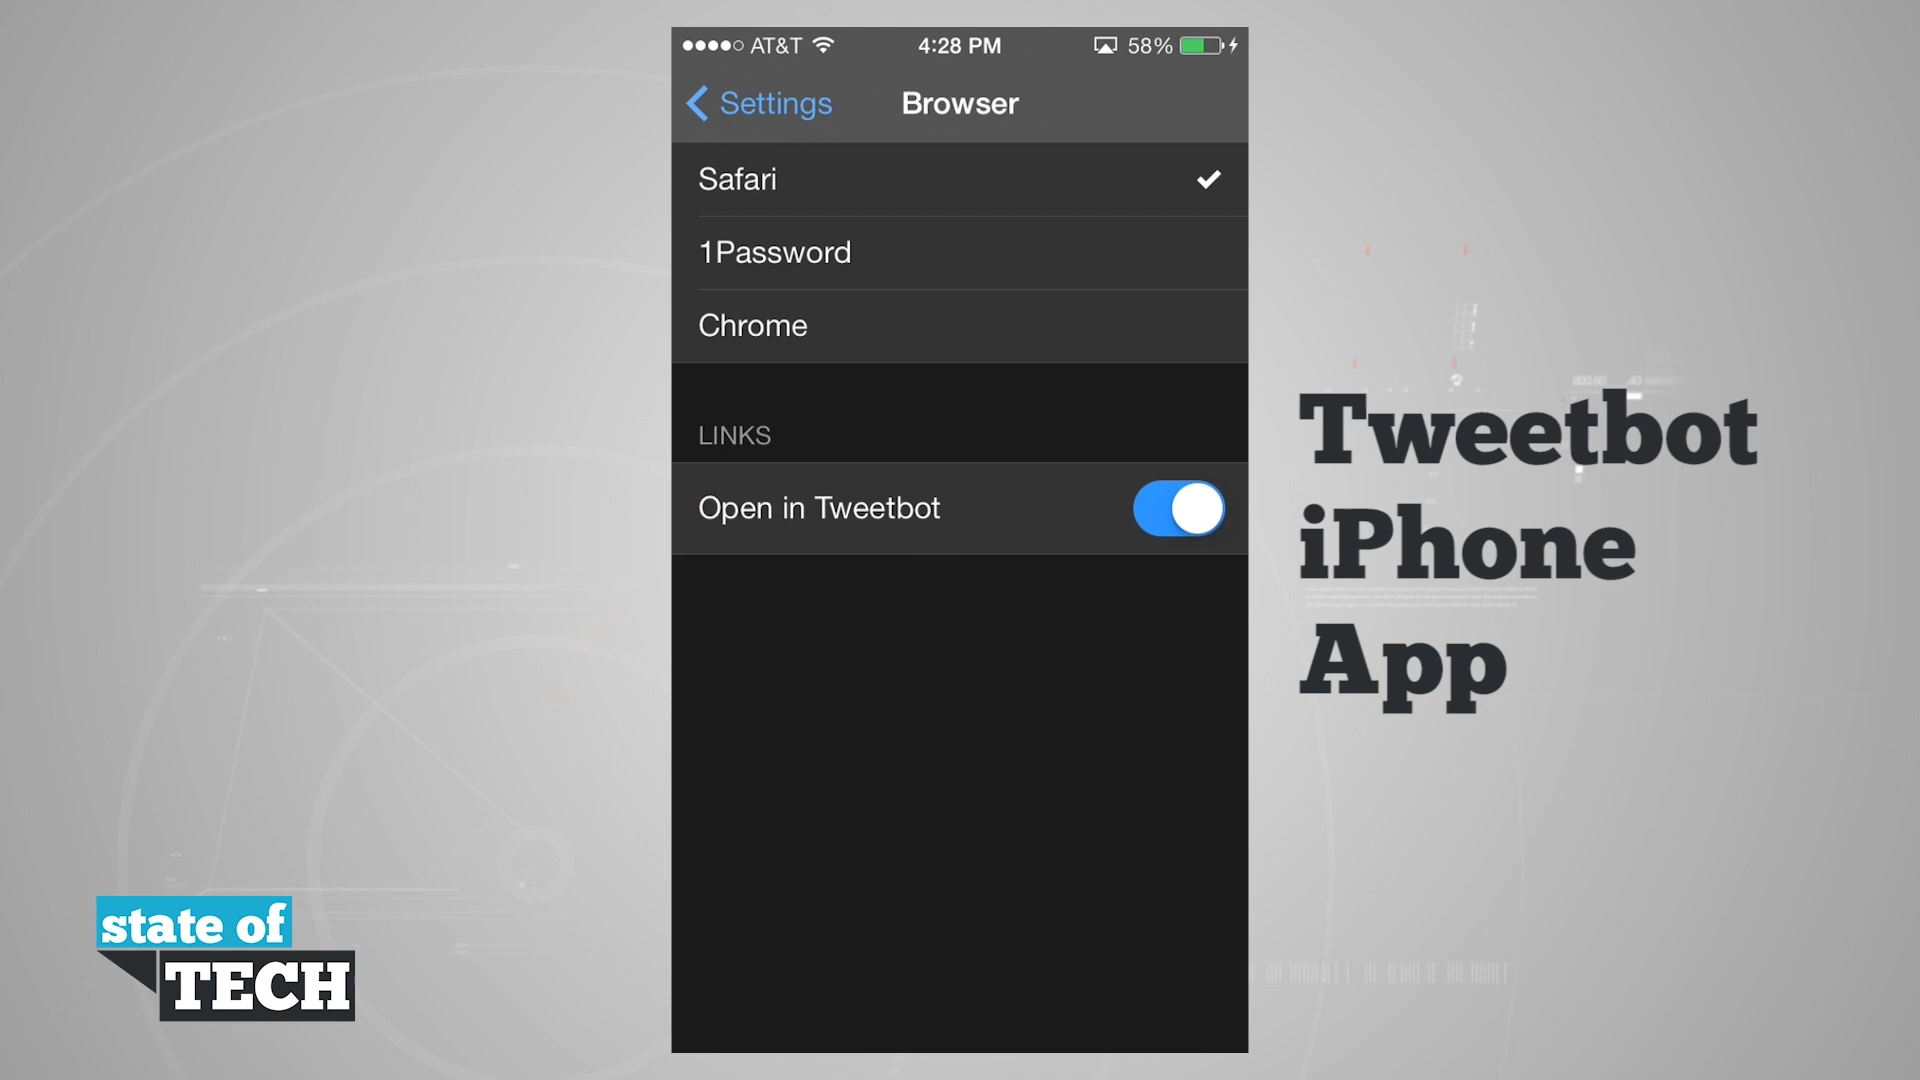 AT&T 4:28 PM 58%
Settings Browser
Safari
1Password
Chrome
LINKS
Open in Tweetbot
Tweetbot
iPhone
App
state of
TECH